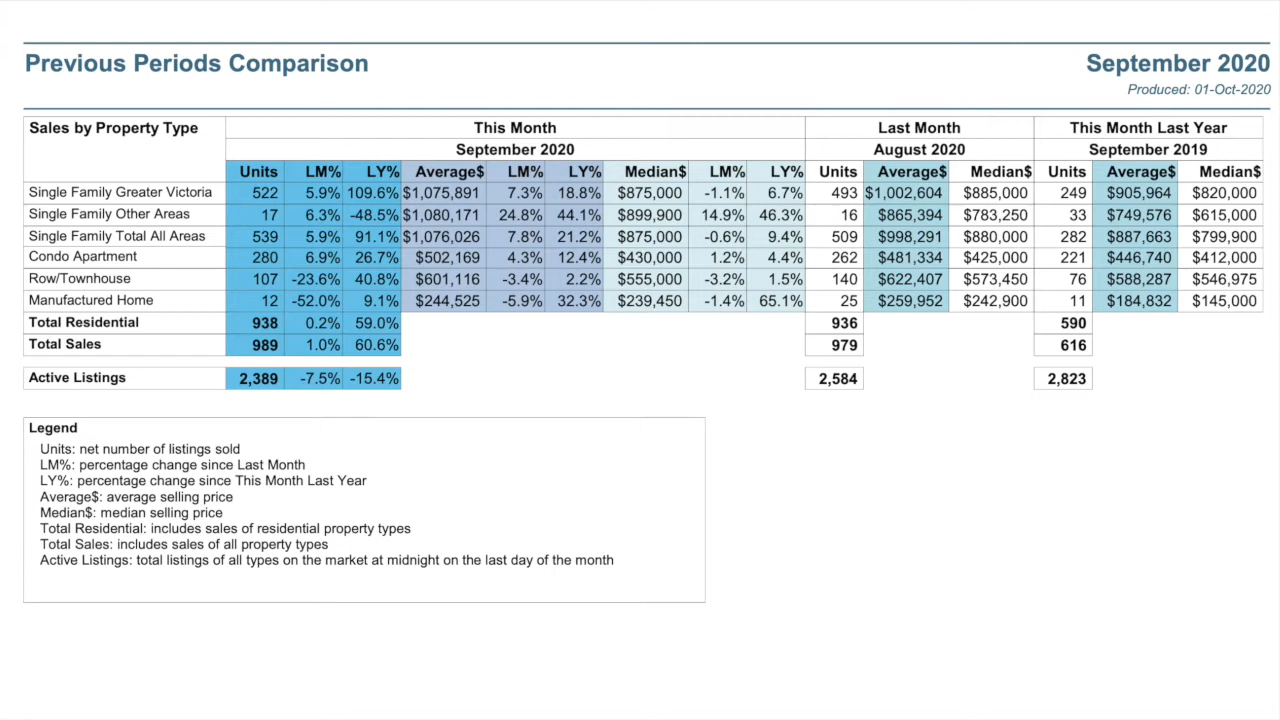 Previous Periods Comparison September 2020
Produced: 01-Oct-2020
Sales by Property Type This Month Last Month This Month Last Year
September 2020 August 2020 September 2019
Units LM% LY% Average$ LM% LY% Median$ LM% LY% Units Average$ Median$ Units Average$ Median$
Single Family Greater Victoria 522 5.9% 109.6% $1,075,891 7.3% 18.8% $875,000 -1.1% 6.7% 493 $1,002,604 $885,000 249 $905,964 $820,000
Single Family Other Areas 17 6.3% -48.5% $1,080,171 24.8% 44.1% $899,900 14.9% 46.3% 16 $865,394 $783,250 33 $749,576 $615,000
Single Family Total All Areas 539 5.9% 91.1% $1,076,026 7.8% 21.2% $875,000 -0.6% 9.4% 509 $998,291 $880,000 282 $887,663 $799,900
Condo Apartment 280 6.9% 26.7% $502,169 4.3% 12.4% $430,000 1.2% 4.4% 262 $481,334 $425,000 221 $446,740 $412,000
Row/Townhouse 107 -23.6% 40.8% $601,116 -3.4% 2.2% $555,000 -3.2% 1.5% 140 $622,407 $573,450 76 $588,287 $546,975
Manufactured Home 12 -52.0% 9.1% $244,525 -5.9% 32.3% $239,450 -1.4% 65.1% 25 $259,952 $242,900 11 $184,832 $145,000
Total Residential 938 0.2% 59.0% 936 590
Total Sales 989 1.0% 60.6% 979 616
Active Listings 2,389 -7.5% -15.4% 2,584 2,823
Legend
Units: net number of listings sold
LM%: percentage change since Last Month
LY%: percentage change since This Month Last Year
Average$: average selling price
Median$: median selling price
Total Residential: includes sales of residential property types
Total Sales: includes sales of all property types
Active Listings: total listings of all types on the market at midnight on the last day of the month